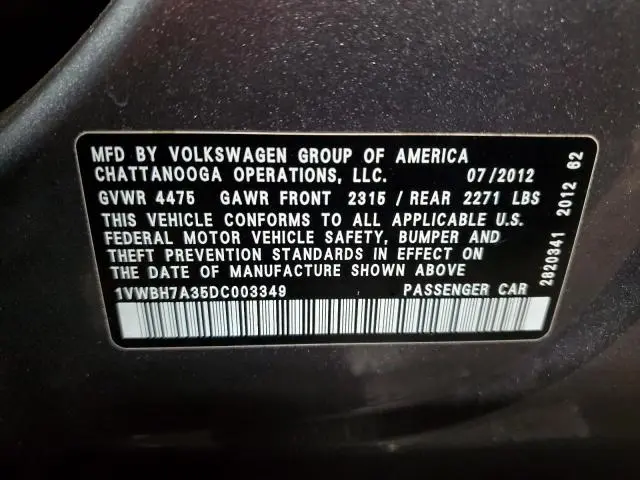 MFD BY VOLKSWAGEN GROUP OF AMERICA
CHATTANOOGA OPERATIONS, LLC. 07/2012
GVWR 4475 GAWR FRONT 2315 / REAR 2271 LBS
THIS VEHICLE CONFORMS TO ALL APPLICABLE U.S.
FEDERAL MOTOR VEHICLE SAFETY, BUMPER AND
THEFT PREVENTION STANDARDS IN EFFECT ON
THE DATE OF MANUFACTURE SHOWN ABOVE
1VWBH7A35DC003349 PASSENGER CAR
2820341 2012 62